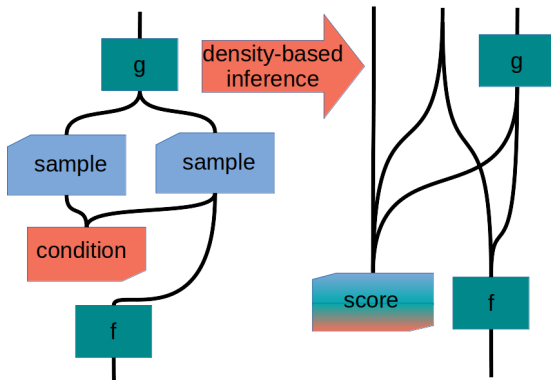 g
density-based
inference
g
sample
sample
condition
score
f
f